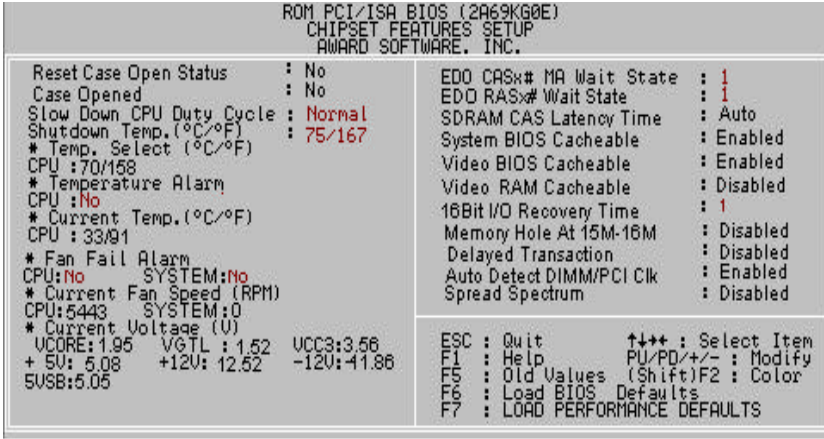 ROM PCI/ISA BIOS (2A69KG0E)
CHIPSET FEATURES SETUP
AWARD SOFTWARE. INC.
Reset Case Open Status : No
Case Opened : No
Slow Down CPU Duty Cycle : Normal
Shutdown Temp.(°C/°F) : 75/167
* Temp. Select (°C/°F)
CPU :70/158
* Temperature Alarm
CPU :No
* Current Temp.(°C/°F)
CPU : 33/91
* Fan Fail Alarm
CPU:No SYSTEM:No
* Current Fan Speed (RPM)
CPU:5443 SYSTEM:0
* Current Voltage (V)
VCORE:1.95 VGTL : 1.52 VCC3:3.56
+ 5V: 5.08 +12V: 12.52 -12V:-41.86
5VSB:5.05
EDO CASx# MA Wait State : 1
EDO RASx# Wait State : 1
SDRAM CAS Latency Time : Auto
System BIOS Cacheable : Enabled
Video BIOS Cacheable : Enabled
Video RAM Cacheable : Disabled
16Bit I/O Recovery Time : 1
Memory Hole At 15M-16M : Disabled
Delayed Transaction : Disabled
Auto Detect DIMM/PCI Clk : Enabled
Spread Spectrum : Disabled
ESC : Quit ↑↓→← : Select Item
F1 : Help PU/PD/+/- : Modify
F5 : Old Values (Shift)F2 : Color
F6 : Load BIOS Defaults
F7 : LOAD PERFORMANCE DEFAULTS